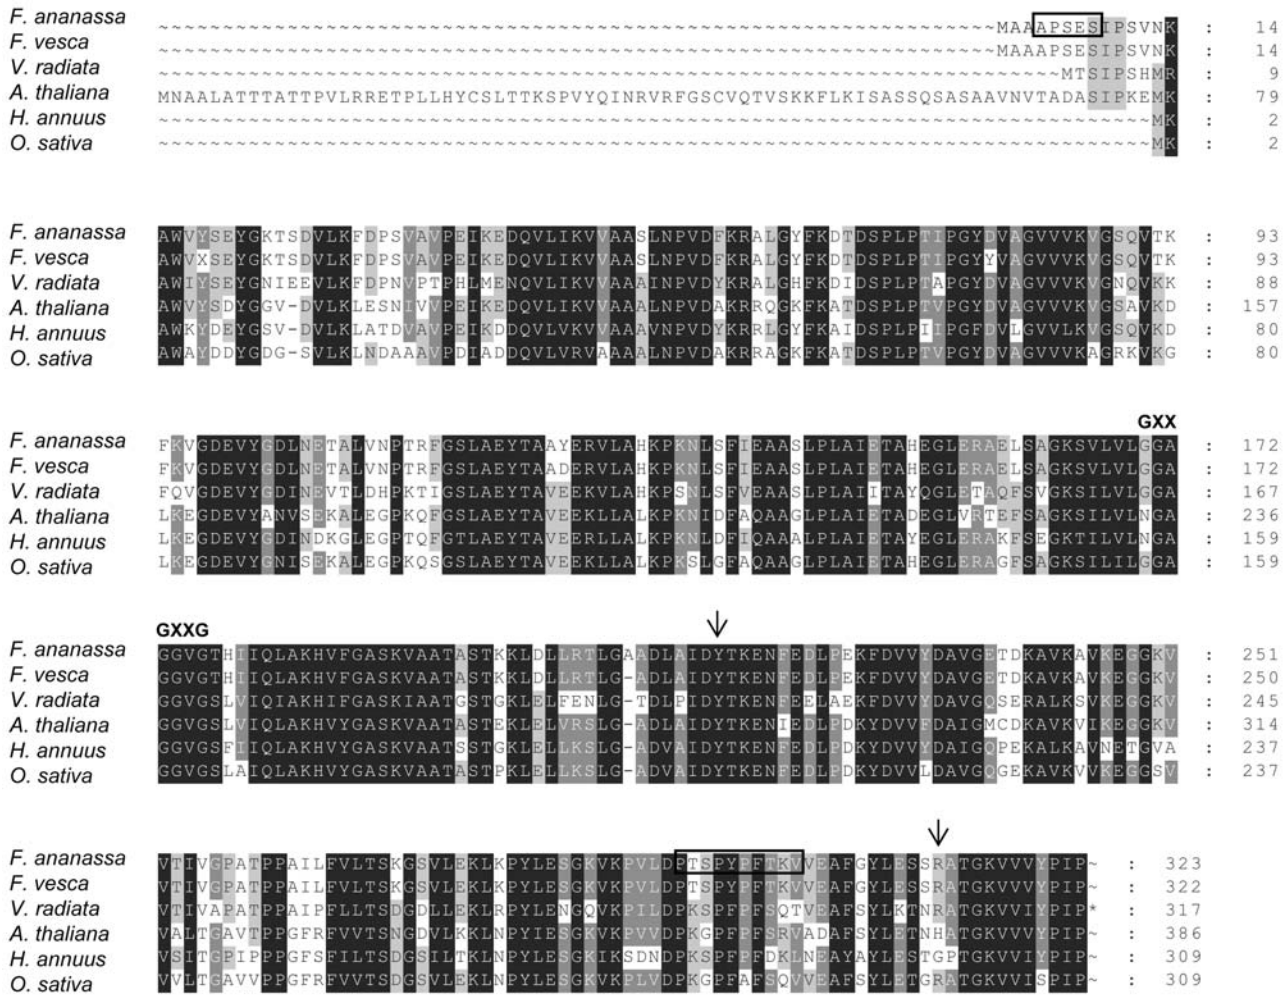 F. ananassa ~~~~~~~~~~~~~~~~~~~~~~~~~~~~~~~~~~~~~~~~~~~~~~~~~~~~~~~~~~~~~~~~~MAAAPSESIPSVNK : 14
F. vesca ~~~~~~~~~~~~~~~~~~~~~~~~~~~~~~~~~~~~~~~~~~~~~~~~~~~~~~~~~~~~~~~~~MAAAPSESIPSVNK : 14
V. radiata ~~~~~~~~~~~~~~~~~~~~~~~~~~~~~~~~~~~~~~~~~~~~~~~~~~~~~~~~~~~~~~~~~~~~~~MTSIPSHMR : 9
A. thaliana MNAALATTTATTPVLRRETPLLHYCSLTTKSPVYQINRVRFGSCVQTVSKKFLKISASSQSASAAVNVTADASIPKEMK : 79
H. annuus ~~~~~~~~~~~~~~~~~~~~~~~~~~~~~~~~~~~~~~~~~~~~~~~~~~~~~~~~~~~~~~~~~~~~~~~~~~~~~MK : 2
O. sativa ~~~~~~~~~~~~~~~~~~~~~~~~~~~~~~~~~~~~~~~~~~~~~~~~~~~~~~~~~~~~~~~~~~~~~~~~~~~~~MK : 2
F. ananassa AWVYSEYGKTSDVLKFDPSVAVPEIKEDQVLIKVVAASLNPVDFKRALGYFKDTDSPLPTIPGYDVAGVVVKVGSQVTK : 93
F. vesca AWVXSEYGKTSDVLKFDPSVAVPEIKEDQVLIKVVAASLNPVDFKRALGYFKDTDSPLPTIPGYYVAGVVVKVGSQVTK : 93
V. radiata AWIYSEYGNIEEVLKFDPNVPTPHLMENQVLIKVVAAAINPVDYKRALGHFKDIDSPLPTAPGYDVAGVVVKVGNQVKK : 88
A. thaliana AWVYSDYGGV-DVLKLESNIVVPEIKEDQVLIKVVAAALNPVDAKRRQGKFKATDSPLPTVPGYDVAGVVVKVGSAVKD : 157
H. annuus AWKYDEYGSV-DVLKLATDVAVPEIKDDQVLVKVVAAAVNPVDYKRRLGYFKAIDSPLPIIPGFDVLGVVLKVGSQVKD : 80
O. sativa AWAYDDYGDG-SVLKLNDAAAVPDIADDQVLVRVAAAALNPVDAKRRAGKFKATDSPLPTVPGYDVAGVVVKAGRKVKG : 80
GXX
F. ananassa FKVGDEVYGDLNETALVNPTRFGSLAEYTAAYERVLAHKPKNLSFIEAASLPLAIETAHEGLERAELSAGKSVLVLGGA : 172
F. vesca FKVGDEVYGDLNETALVNPTRFGSLAEYTAADERVLAHKPKNLSFIEAASLPLAIETAHEGLERAELSAGKSVLVLGGA : 172
V. radiata FQVGDEVYGDINEVTLDHPKTIGSLAEYTAVEEKVLAHKPSNLSFVEAASLPLAIITAYQGLETAQFSVGKSILVLGGA : 167
A. thaliana LKEGDEVYANVSEKALEGPKQFGSLAEYTAVEEKLLALKPKNIDFAQAAGLPLAIETADEGLVRTEFSAGKSILVLNGA : 236
H. annuus LKEGDEVYGDINDKGLEGPTQFGTLAEYTAVEERLLALKPKNLDFIQAASLPLAIETAYEGLERAKFSEGKTILVLNGA : 159
O. sativa LKEGDEVYGNISEKALEGPKQSGSLAEYTAVEEKLLALKPKSLGFAQAAGLPLAIETAHEGLERAGFSAGKSILILGGA : 159
GXXG
F. ananassa GGVGTHIIQLAKHVFGASKVAATASTKKLDLLRTLGAADLAIDYTKENFEDLPEKFDVVYDAVGETDKAVKAVKEGGKV : 251
F. vesca GGVGTHIIQLAKHVFGASKVAATASTKKLDLLRTLG-ADLAIDYTKENFEDLPEKFDVVYDAVGETDKAVKAVKEGGKV : 250
V. radiata GGVGSLVIQIAKHIFGASKIAATGSTGKLELFENLG-TDLPIDYTKENFEELAEKFDVVYDAVGQSERALKSVKEGGKV : 245
A. thaliana GGVGSLVIQLAKHVYGASKVAATASTEKLELVRSLG-ADLAIDYTKENIEDLPDKYDVVFDAIGMCDKAVKVIKEGGKV : 314
H. annuus GGVGSFIIQLAKHVYGASKVAATSSTGKLELLKSLG-ADVAIDYTKENFEDLPDKYDVVYDAIGQPEKALKAVNETGVA : 237
O. sativa GGVGSLAIQLAKHVYGASKVAATASTPKLELLKSLG-ADVAIDYTKENFEDLPDKYDVVLDAVGQGEKAVKVVKEGGSV : 237
F. ananassa VTIVGPATPPAILFVLTSKGSVLEKLKPYLESGKVKPVLDPTSPYPFTKVVEAFGYLESSRATGKVVVYPIP~ : 323
F. vesca VTIVGPATPPAILFVLTSKGSVLEKLKPYLESGKVKPVLDPTSPYPFTKVVEAFGYLESSRATGKVVVYPIP~ : 322
V. radiata VTIVAPATPPAIPFLLTSDGDLLEKLRPYLENGQVKPILDPKSPFPFSQTVEAFSYLKTNRATGKVVIYPIP* : 317
A. thaliana VALTGAVTPPGFRFVVTSNGDVLKKLNPYIESGKVKPVVDPKGPFPFSRVADAFSYLETNHATGKVVVYPIP~ : 386
H. annuus VSITGPIPPPGFSFILTSDGSILTKLNPYLESGKIKSDNDPKSPFPFDKLNEAYAYLESTGPTGKVVIYPIP~ : 309
O. sativa VVLTGAVVPPGFRFVVTSDGSVLEKLNPYLESGKVKPLVDPKGPFAFSQVVEAFSYLETGRATGKVVISPIP~ : 309